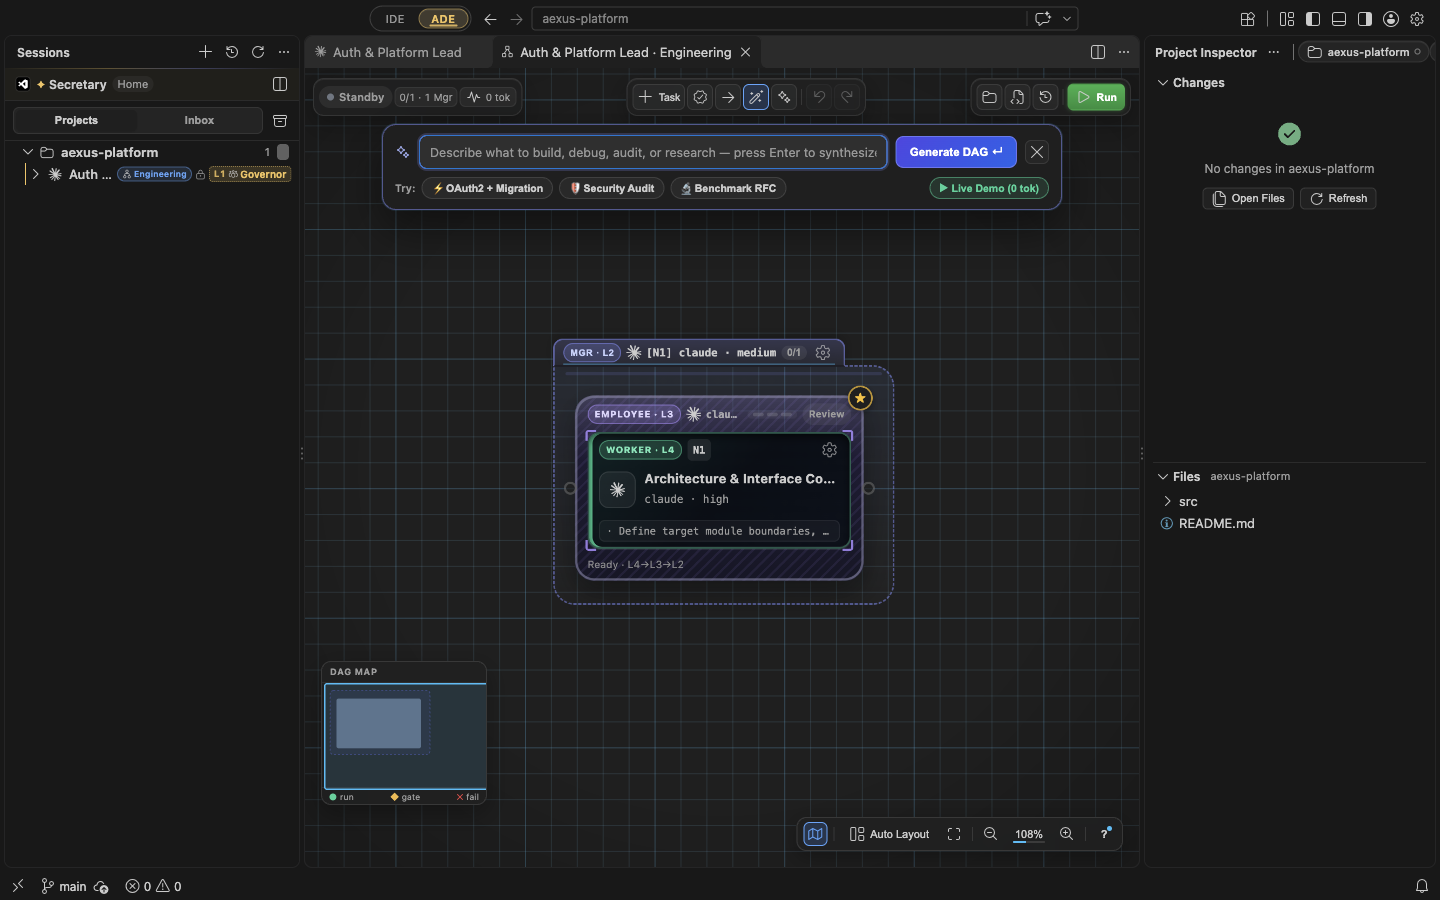 IDE
ADE
aexus-platform
Sessions
Secretary
Home
Projects
Inbox
aexus-platform
1
Auth ...
Engineering
L1
Governor
Auth & Platform Lead
Auth & Platform Lead · Engineering
Standby
0/1 · 1 Mgr
0 tok
Task
Run
Describe what to build, debug, audit, or research — press Enter to synthesiz
Generate DAG ↵
Try:
⚡ OAuth2 + Migration
Security Audit
Benchmark RFC
▶ Live Demo (0 tok)
MGR · L2
[N1] claude · medium
0/1
EMPLOYEE · L3
clau…
Review
WORKER · L4
N1
Architecture & Interface Co…
claude · high
· Define target module boundaries, …
Ready · L4→L3→L2
DAG MAP
run
gate
fail
Auto Layout
108%
?
Project Inspector
aexus-platform
Changes
No changes in aexus-platform
Open Files
Refresh
Files
aexus-platform
src
README.md
main
0
0